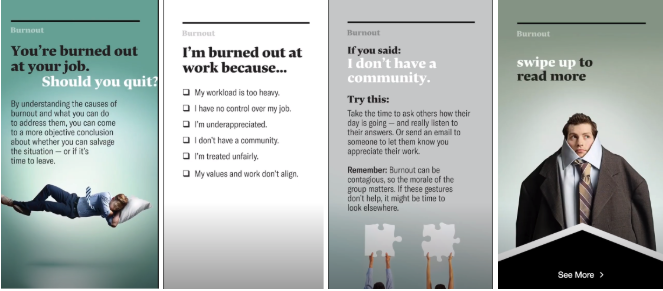 Burnout
You're burned out
at your job.
Should you quit?
By understanding the causes of
burnout and what you can do
to address them, you can come
to a more objective conclusion
about whether you can salvage
the situation — or if it's
time to leave.
Burnout
I'm burned out at
work because...
My workload is too heavy.
I have no control over my job.
I'm underappreciated.
I don't have a community.
I'm treated unfairly.
My values and work don't align.
Burnout
If you said:
I don't have a
community.
Try this:
Take the time to ask others how their
day is going — and really listen to
their answers. Or send an email to
someone to let them know you
appreciate their work.
Remember: Burnout can be
contagious, so the morale of the
group matters. If these gestures
don't help, it might be time to
look elsewhere.
Burnout
swipe up to
read more
See More >